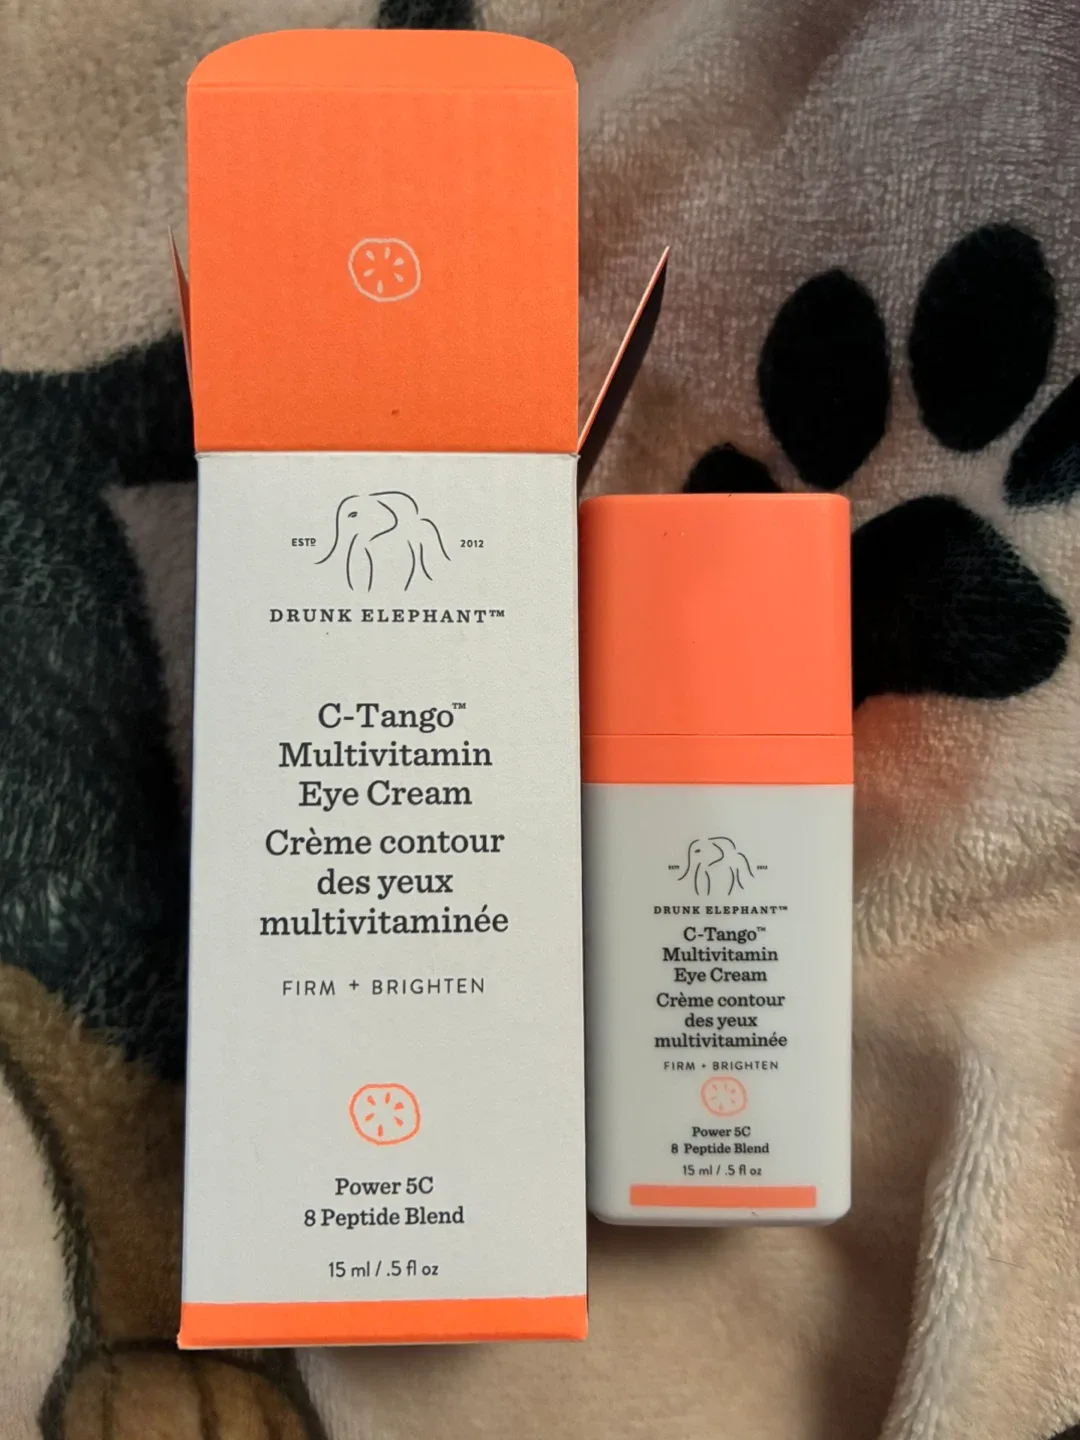 ESTD 2012
DRUNK ELEPHANT™
C-Tango™
Multivitamin
Eye Cream
Crème contour
des yeux
multivitaminée
FIRM + BRIGHTEN
Power 5C
8 Peptide Blend
15 ml / .5 fl oz
ESTD 2012
DRUNK ELEPHANT™
C-Tango™
Multivitamin
Eye Cream
Crème contour
des yeux
multivitaminée
FIRM + BRIGHTEN
Power 5C
8 Peptide Blend
15 ml / .5 fl oz